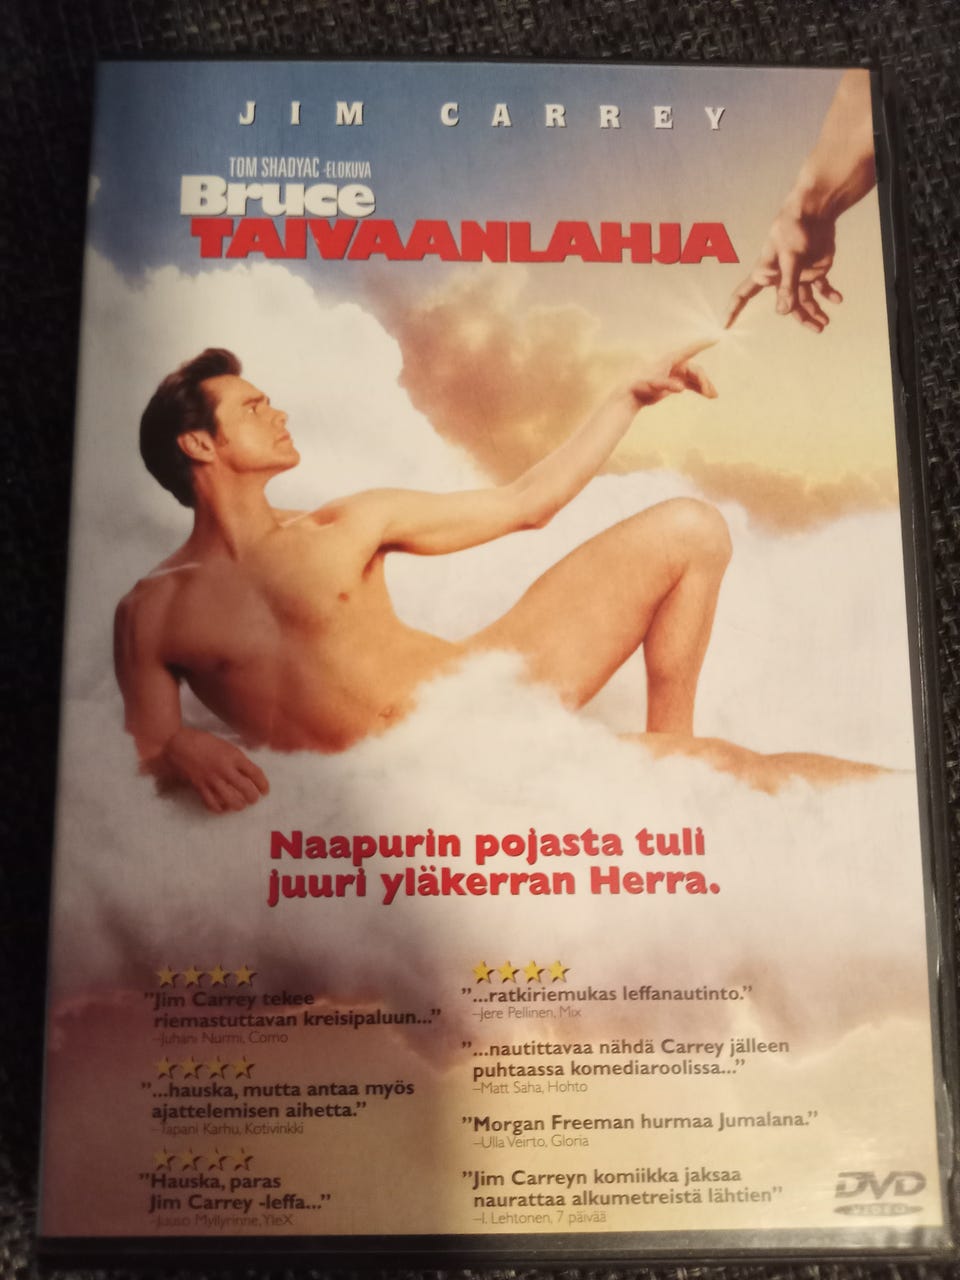 JIM CARREY
TOM SHADYAC -ELOKUVA
Bruce
TAIVAANLAHJA
Naapurin pojasta tuli
juuri yläkerran Herra.
"Jim Carrey tekee
riemastuttavan kreisipaluun..."
–Juhani Nurmi, Como
"...hauska, mutta antaa myös
ajattelemisen aihetta."
–Tapani Karhu, Kotivinkki
"Hauska, paras
Jim Carrey -leffa..."
–Juuso Myllyrinne, YleX
"...ratkiriemukas leffanautinto."
–Jere Pellinen, Mix
"...nautittavaa nähdä Carrey jälleen
puhtaassa komediaroolissa..."
–Matt Saha, Hohto
"Morgan Freeman hurmaa Jumalana."
–Ulla Veirto, Gloria
"Jim Carreyn komiikka jaksaa
naurattaa alkumetreistä lähtien"
–I. Lehtonen, 7 päivää
DVD
VIDEO